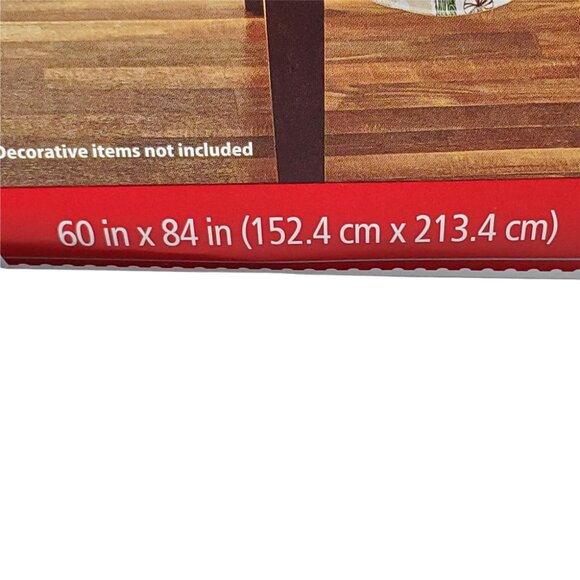 Decorative items not included
60 in x 84 in (152.4 cm x 213.4 cm)